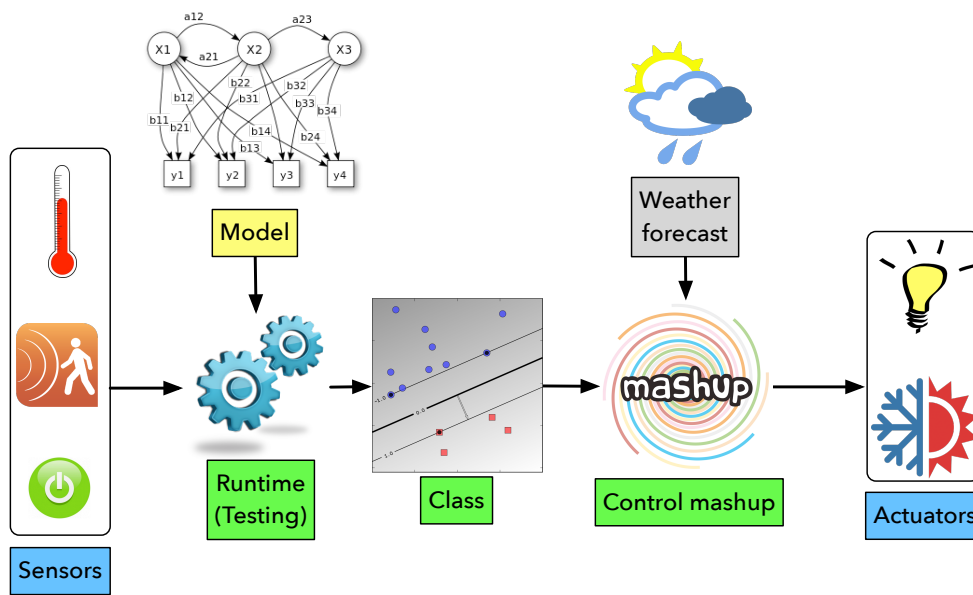 a12
a23
X1
X2
X3
a21
b22
b12
b31
b32
b33
b34
b11
b21
b14
b24
b13
y1
y2
y3
y4
Model
Weather
forecast
-1.0
0.0
1.0
mashup
Runtime
(Testing)
Class
Control mashup
Actuators
Sensors